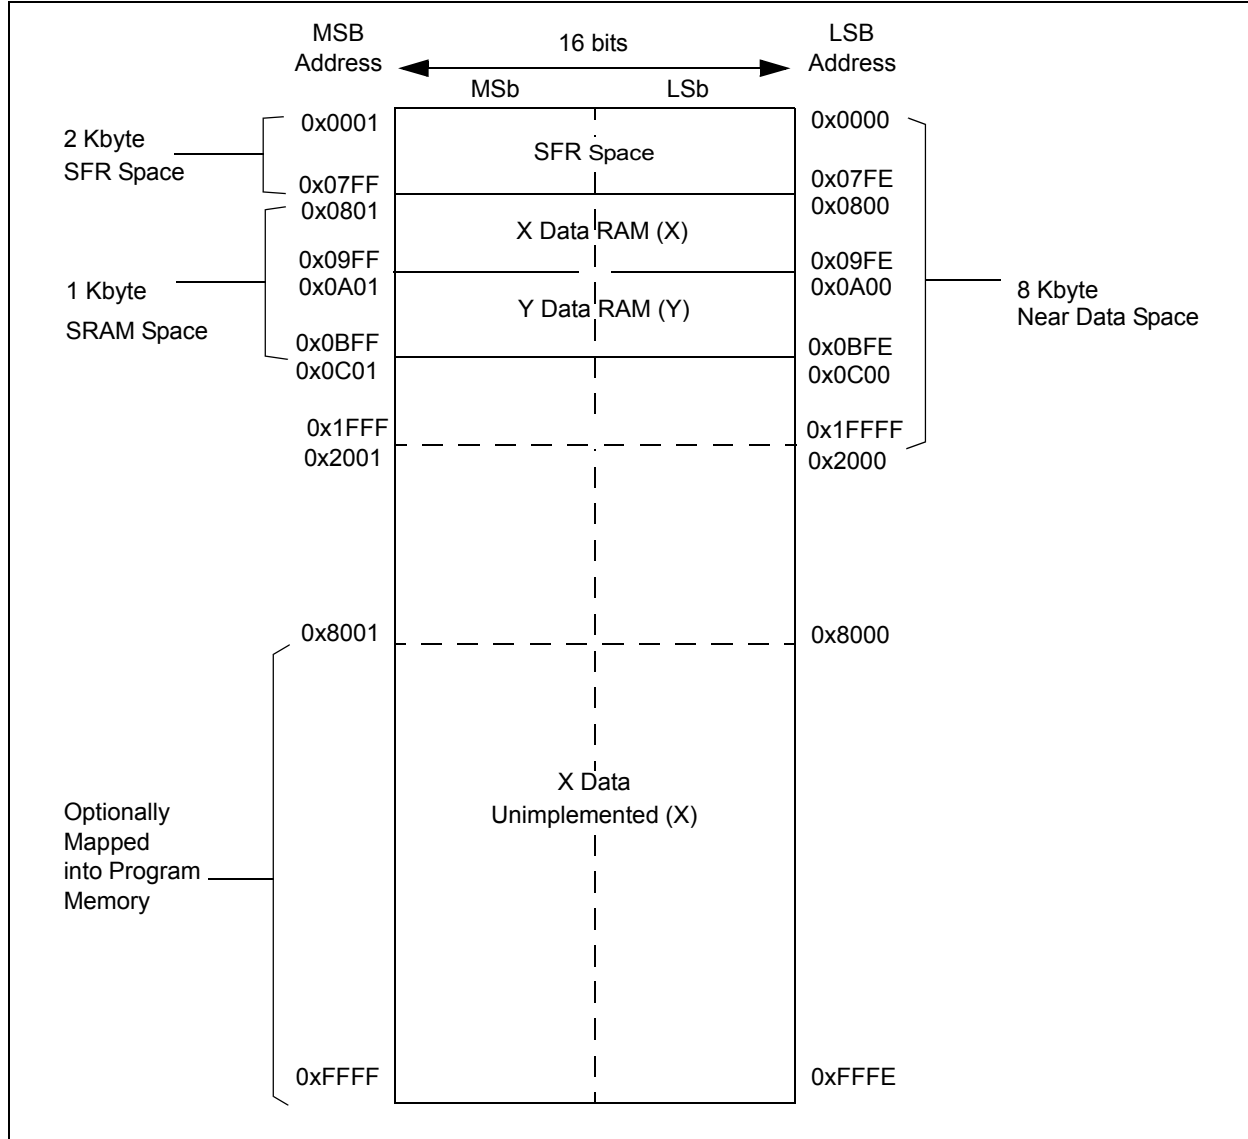 MSB
Address
16 bits
LSB
Address
MSb
LSb
2 Kbyte
SFR Space
0x0001
0x07FF
SFR Space
0x0000
0x07FE
1 Kbyte
SRAM Space
0x0801
0x09FF
0x0A01
0x0BFF
0x0C01
X Data RAM (X)
Y Data RAM (Y)
0x0800
0x09FE
0x0A00
0x0BFE
0x0C00
8 Kbyte
Near Data Space
0x1FFF
0x2001
0x1FFFF
0x2000
0x8001
0x8000
Optionally
Mapped
into Program
Memory
X Data
Unimplemented (X)
0xFFFF
0xFFFE